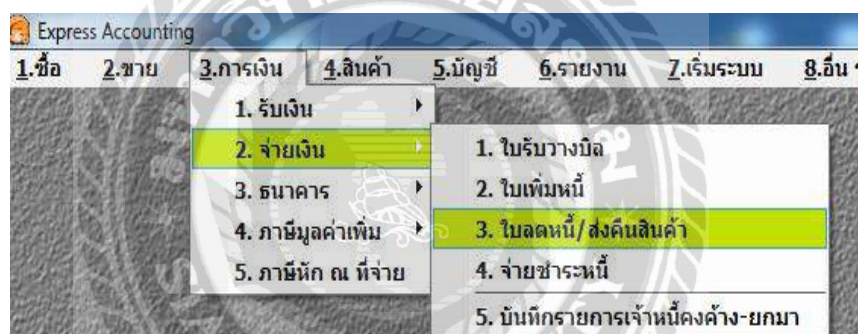 Express Accounting
1.ซื้อ 2.ขาย 3.การเงิน 4.สินค้า 5.บัญชี 6.รายงาน 7.เริ่มระบบ 8.อื่น ๆ
1. รับเงิน
2. จ่ายเงิน
3. ธนาคาร
4. ภาษีมูลค่าเพิ่ม
5. ภาษีหัก ณ ที่จ่าย
1. ใบรับวางบิล
2. ใบเพิ่มหนี้
3. ใบลดหนี้/ส่งคืนสินค้า
4. จ่ายชำระหนี้
5. บันทึกรายการเจ้าหนี้คงค้าง-ยกมา